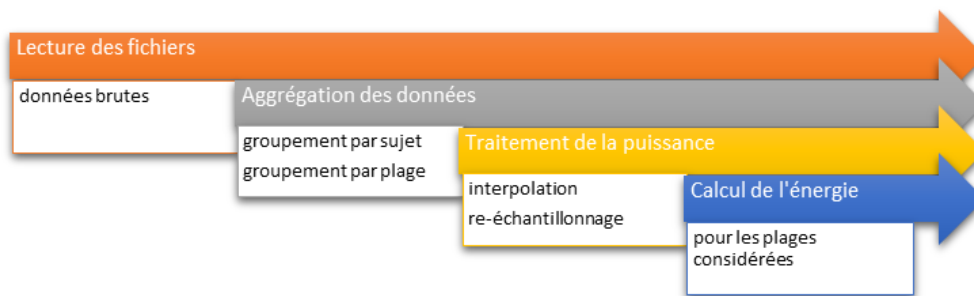 Lecture des fichiers
données brutes
Aggrégation des données
groupement par sujet
groupement par plage
Traitement de la puissance
interpolation
re-échantillonnage
Calcul de l'énergie
pour les plages
considérées